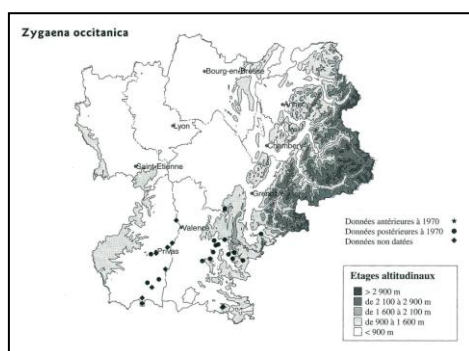 Zygaena occitanica
Bourg-en-Bresse
Annecy
Lyon
Chambéry
Saint-Etienne
Grenoble
Valence
Privas
Données antérieures à 1970
Données postérieures à 1970
Données non datées
Etages altitudinaux
> 2 900 m
de 2 100 à 2 900 m
de 1 600 à 2 100 m
de 900 à 1 600 m
< 900 m